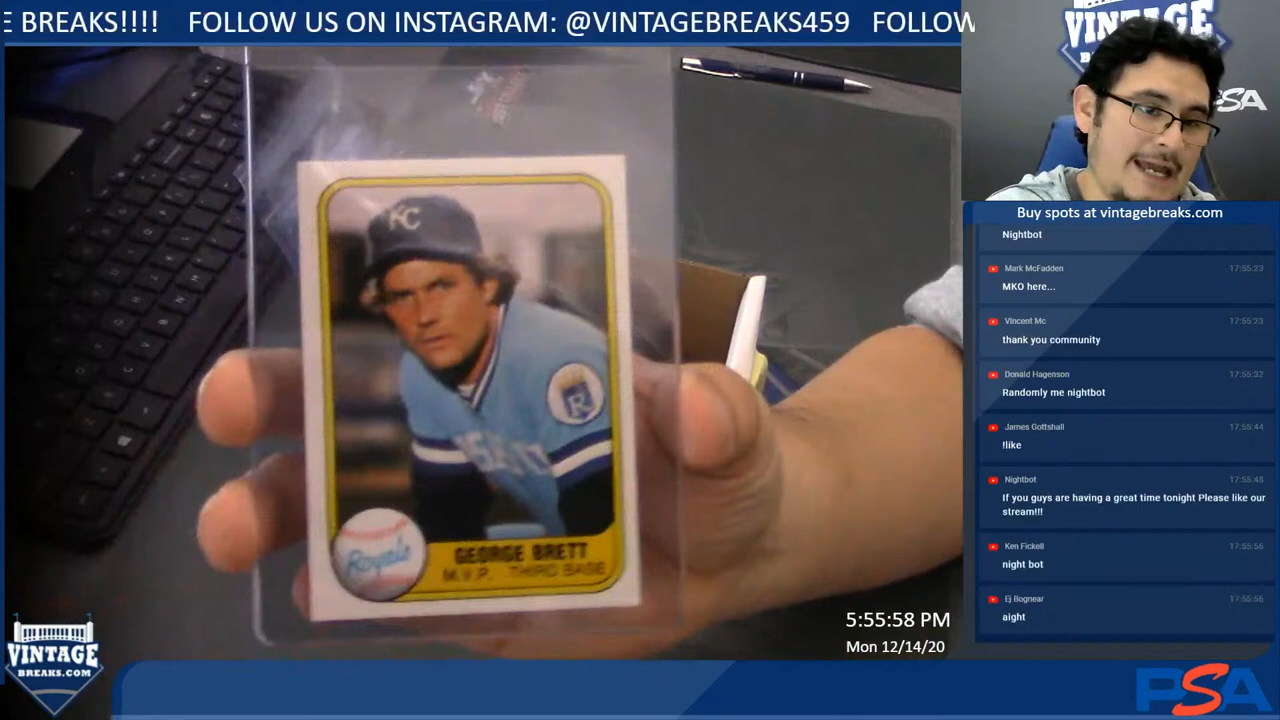 E BREAKS!!!! FOLLOW US ON INSTAGRAM: @VINTAGEBREAKS459 FOLLOW
VINTAGE
PSA
KC
R
Royals
GEORGE BRETT
M.V.P. THIRD BASE
Buy spots at vintagebreaks.com
Nightbot
Mark McFadden 17:55:23
MKO here...
Vincent Mc 17:55:23
thank you community
Donald Hagenson 17:55:32
Randomly me nightbot
James Gottshall 17:55:44
!like
Nightbot 17:55:48
If you guys are having a great time tonight Please like our
stream!!!
Ken Fickell 17:55:56
night bot
Ej Bognear 17:55:56
aight
5:55:58 PM
Mon 12/14/20
VINTAGE
BREAKS.COM
PSA